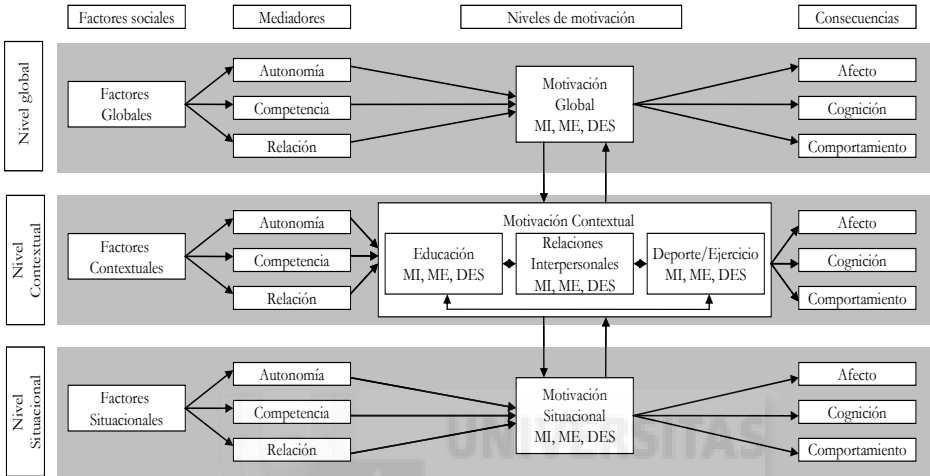 Factores sociales
Mediadores
Niveles de motivación
Consecuencias
Nivel global
Factores
Globales
Autonomía
Competencia
Relación
Motivación
Global
MI, ME, DES
Afecto
Cognición
Comportamiento
Nivel
Contextual
Factores
Contextuales
Autonomía
Competencia
Relación
Motivación Contextual
Educación
MI, ME, DES
Relaciones
Interpersonales
MI, ME, DES
Deporte/Ejercicio
MI, ME, DES
Afecto
Cognición
Comportamiento
Nivel
Situacional
Factores
Situacionales
Autonomía
Competencia
Relación
Motivación
Situacional
MI, ME, DES
Afecto
Cognición
Comportamiento
UNIVERSITAS